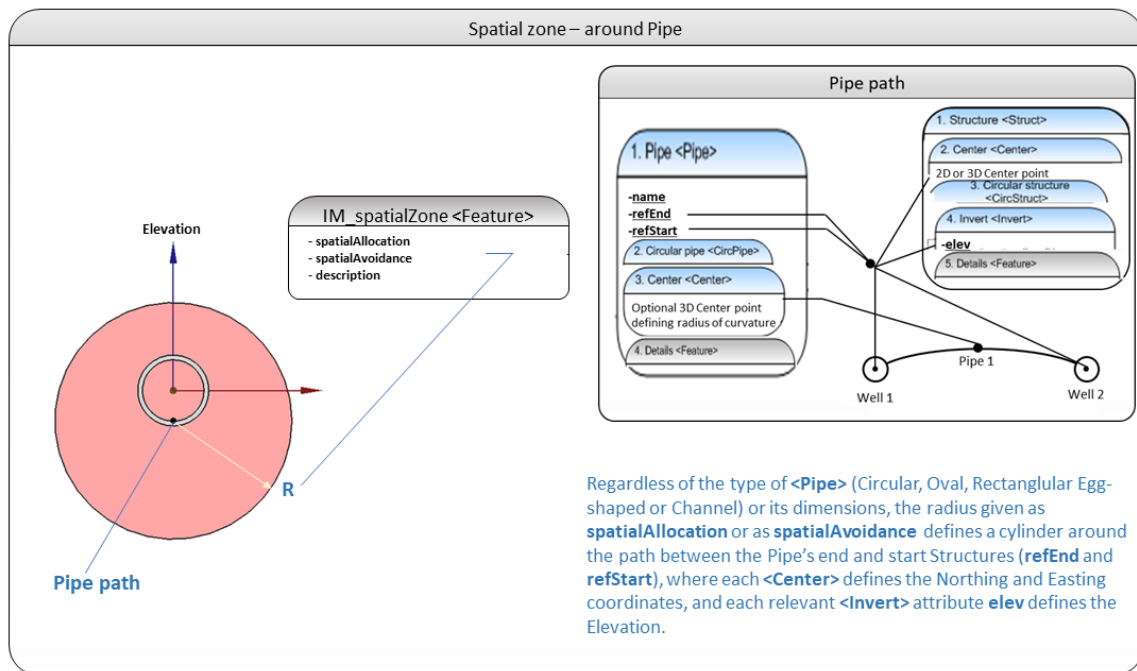 Spatial zone – around Pipe
Elevation
IM_spatialZone <Feature>
- spatialAllocation
- spatialAvoidance
- description
R
Pipe path
Pipe path
1. Pipe <Pipe>
-name
-refEnd
-refStart
2. Circular pipe <CircPipe>
3. Center <Center>
Optional 3D Center point
defining radius of curvature
4. Details <Feature>
1. Structure <Struct>
2. Center <Center>
2D or 3D Center point
3. Circular structure
<CircStruct>
4. Invert <Invert>
-elev
5. Details <Feature>
Pipe 1
Well 1
Well 2
Regardless of the type of <Pipe> (Circular, Oval, Rectanglular Egg-
shaped or Channel) or its dimensions, the radius given as
spatialAllocation or as spatialAvoidance defines a cylinder around
the path between the Pipe's end and start Structures (refEnd and
refStart), where each <Center> defines the Northing and Easting
coordinates, and each relevant <Invert> attribute elev defines the
Elevation.